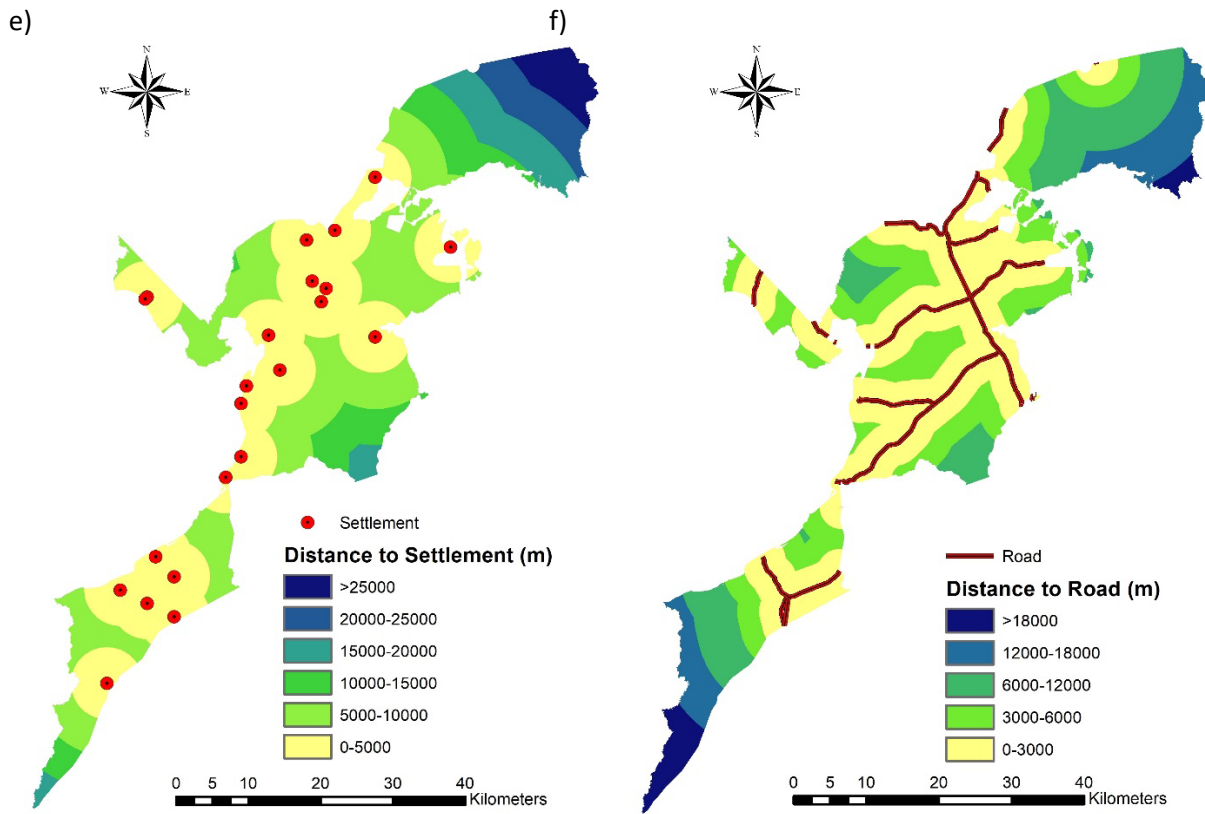 e)
N
W E
S
Settlement
Distance to Settlement (m)
>25000
20000-25000
15000-20000
10000-15000
5000-10000
0-5000
0 10 20 30 40
Kilometers
f)
N
W E
S
Road
Distance to Road (m)
>18000
12000-18000
6000-12000
3000-6000
0-3000
0 10 20 30 40
Kilometers